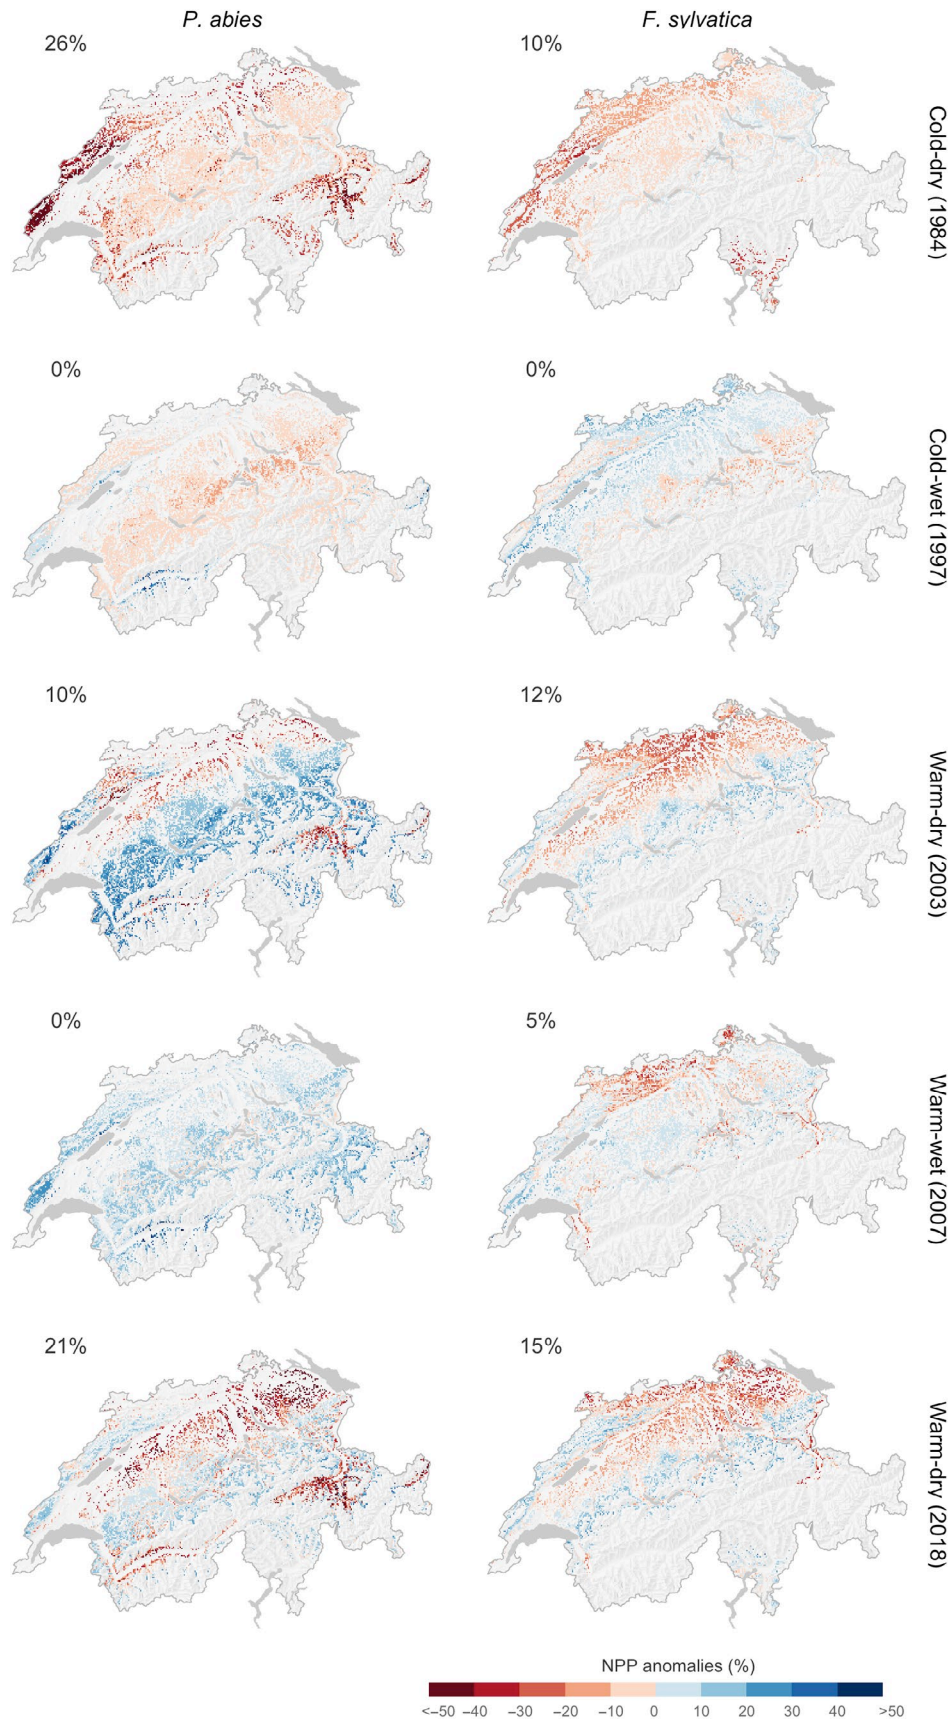 P. abies
F. sylvatica
26%
10%
Cold-dry (1984)
0%
0%
Cold-wet (1997)
10%
12%
Warm-dry (2003)
0%
5%
Warm-wet (2007)
21%
15%
Warm-dry (2018)
NPP anomalies (%)
<−50 −40 −30 −20 −10 0 10 20 30 40 >50